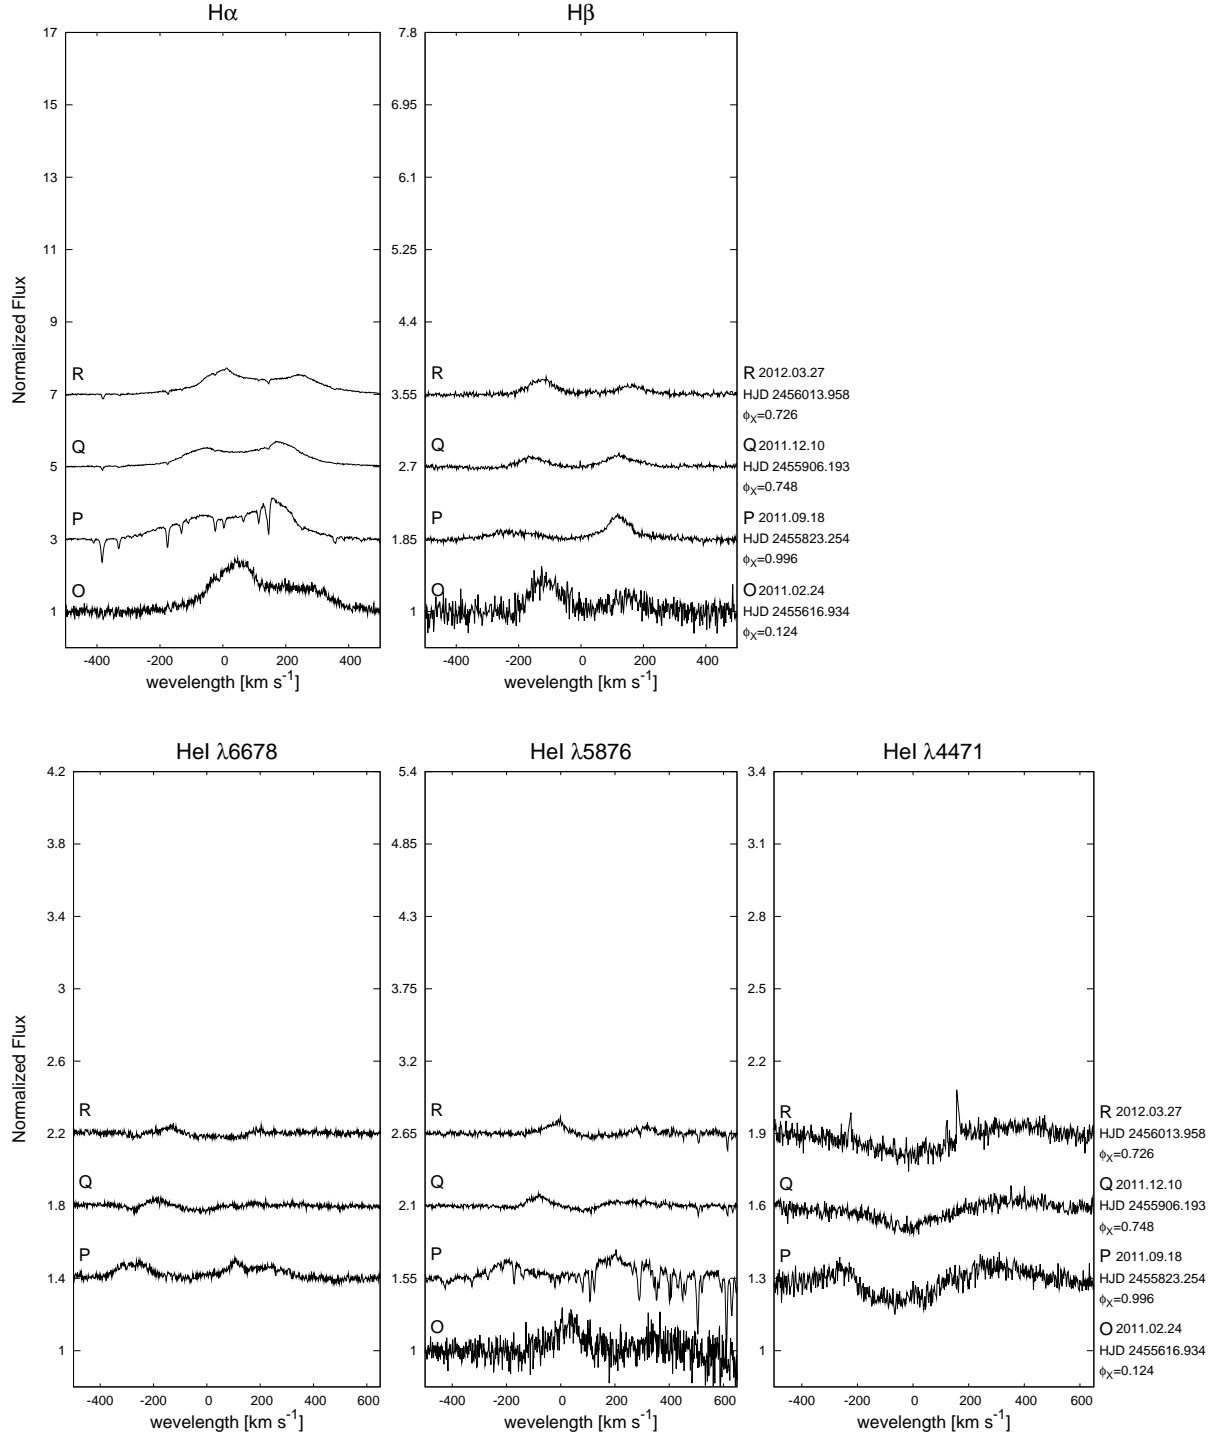 Hα
Hβ
17
15
13
11
9
7
5
3
1
Normalized Flux
R
Q
P
O
-400 -200 0 200 400
wevelength [km s-1]
7.8
6.95
6.1
5.25
4.4
3.55
2.7
1.85
1
R
Q
P
O
-400 -200 0 200 400
wevelength [km s-1]
R 2012.03.27
HJD 2456013.958
ϕX=0.726
Q 2011.12.10
HJD 2455906.193
ϕX=0.748
P 2011.09.18
HJD 2455823.254
ϕX=0.996
O 2011.02.24
HJD 2455616.934
ϕX=0.124
HeI λ6678
HeI λ5876
HeI λ4471
4.2
3.8
3.4
3
2.6
2.2
1.8
1.4
1
Normalized Flux
R
Q
P
-400 -200 0 200 400 600
wevelength [km s-1]
5.4
4.85
4.3
3.75
3.2
2.65
2.1
1.55
1
R
Q
P
O
-400 -200 0 200 400 600
wevelength [km s-1]
3.4
3.1
2.8
2.5
2.2
1.9
1.6
1.3
1
R
Q
P
-400 -200 0 200 400 600
wevelength [km s-1]
R 2012.03.27
HJD 2456013.958
ϕX=0.726
Q 2011.12.10
HJD 2455906.193
ϕX=0.748
P 2011.09.18
HJD 2455823.254
ϕX=0.996
O 2011.02.24
HJD 2455616.934
ϕX=0.124